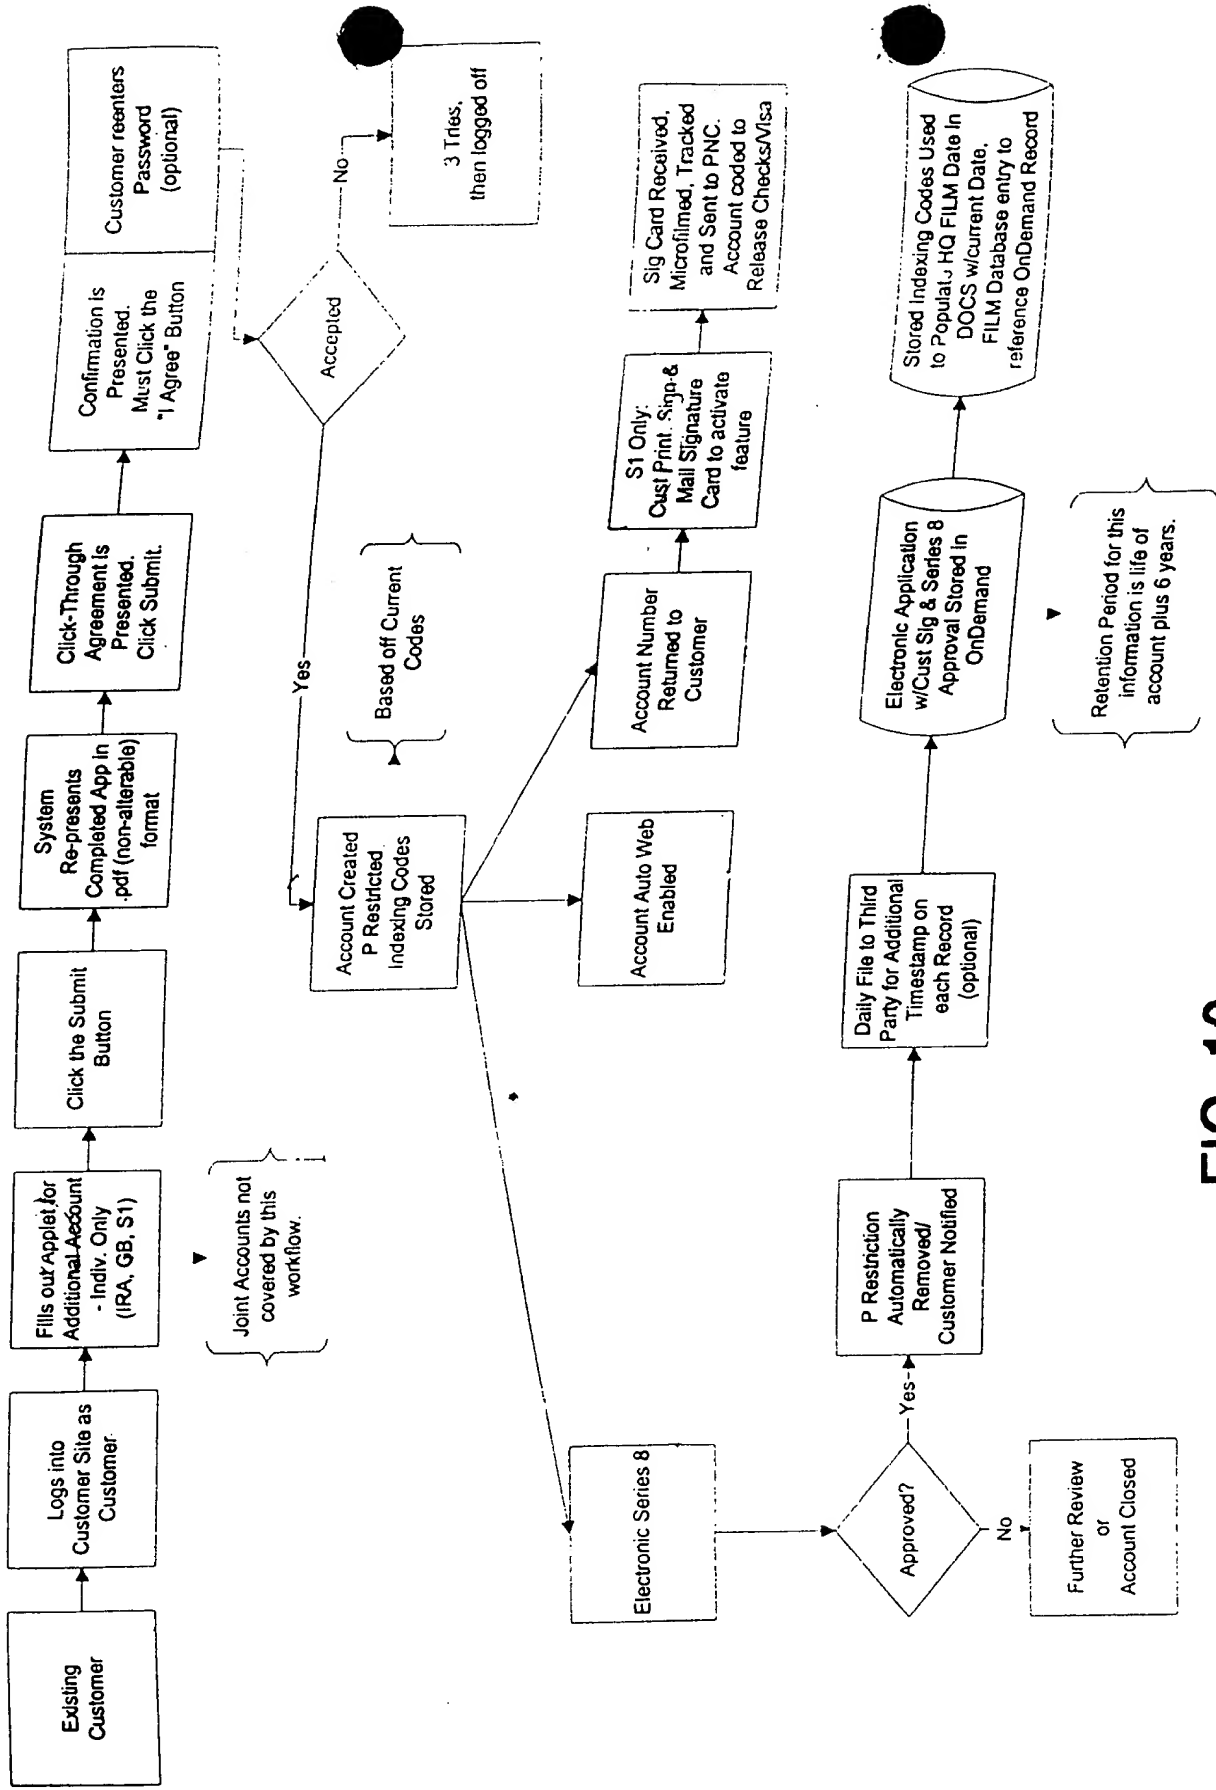 Existing
Customer
Logs into
Customer Site as
Customer
Fills out Applet for
Additional Account
- Indiv. Only
(IRA, GB, S1)
Joint Accounts not
covered by this
workflow.
Click the Submit
Button
System
Re-presents
Completed App in
.pdf (non-alterable)
format
Click-Through
Agreement is
Presented.
Click Submit.
Confirmation is
Presented.
Must Click the
"I Agree" Button
Customer reenters
Password
(optional)
Accepted
No
3 Tries,
then logged off
Yes
Account Created
P Restricted
Indexing Codes
Stored
Based off Current
Codes
Account Auto Web
Enabled
Account Number
Returned to
Customer
S1 Only:
Cust Print, Sign &
Mail Signature
Card to activate
feature
Sig Card Received,
Microfilmed, Tracked
and Sent to PNC.
Account coded to
Release Checks/Visa
Electronic Series 8
Approved?
No
Further Review
or
Account Closed
Yes
P Restriction
Automatically
Removed/
Customer Notified
Daily File to Third
Party for Additional
Timestamp on
each Record
(optional)
Electronic Application
w/Cust Sig & Series 8
Approval Stored in
OnDemand
Retention Period for this
information is life of
account plus 6 years.
Stored Indexing Codes Used
to HQ FILM Date In
DOCS w/current Date,
FILM Database entry to
reference OnDemand Record
FIG.